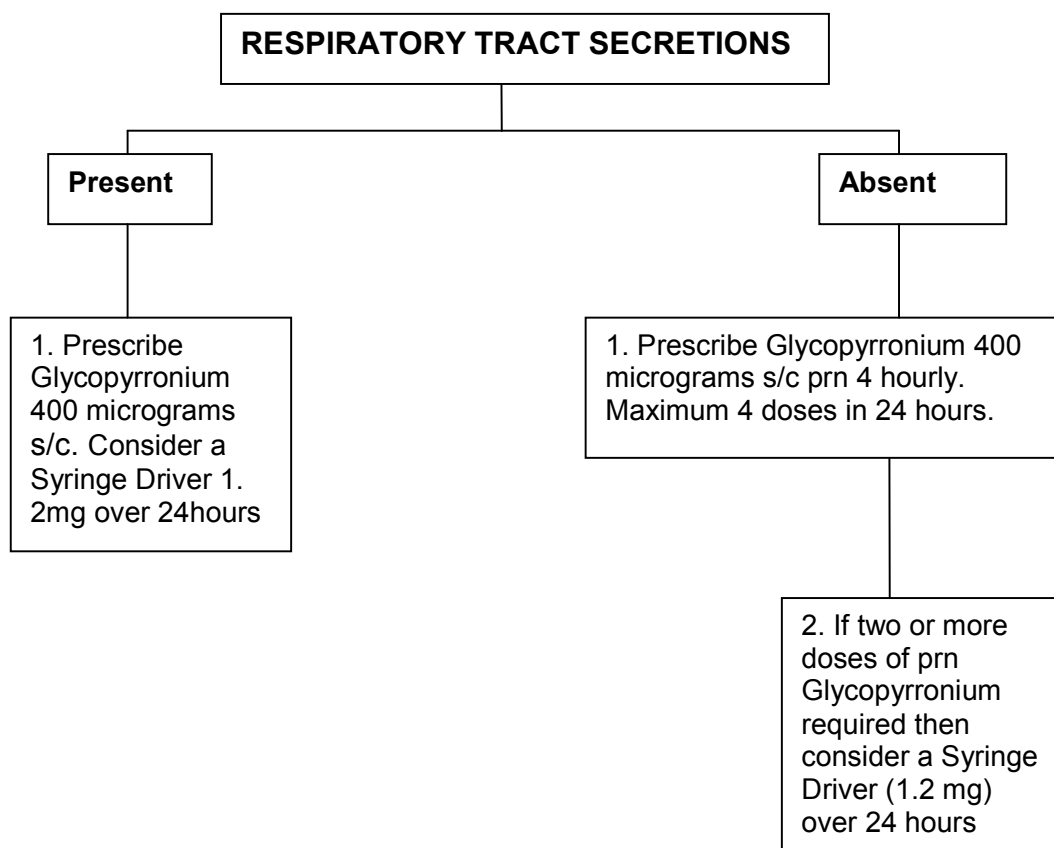 RESPIRATORY TRACT SECRETIONS
Present
Absent
1. Prescribe
Glycopyrronium
400 micrograms
s/c. Consider a
Syringe Driver 1.
2mg over 24hours
1. Prescribe Glycopyrronium 400
micrograms s/c prn 4 hourly.
Maximum 4 doses in 24 hours.
2. If two or more
doses of prn
Glycopyrronium
required then
consider a Syringe
Driver (1.2 mg)
over 24 hours